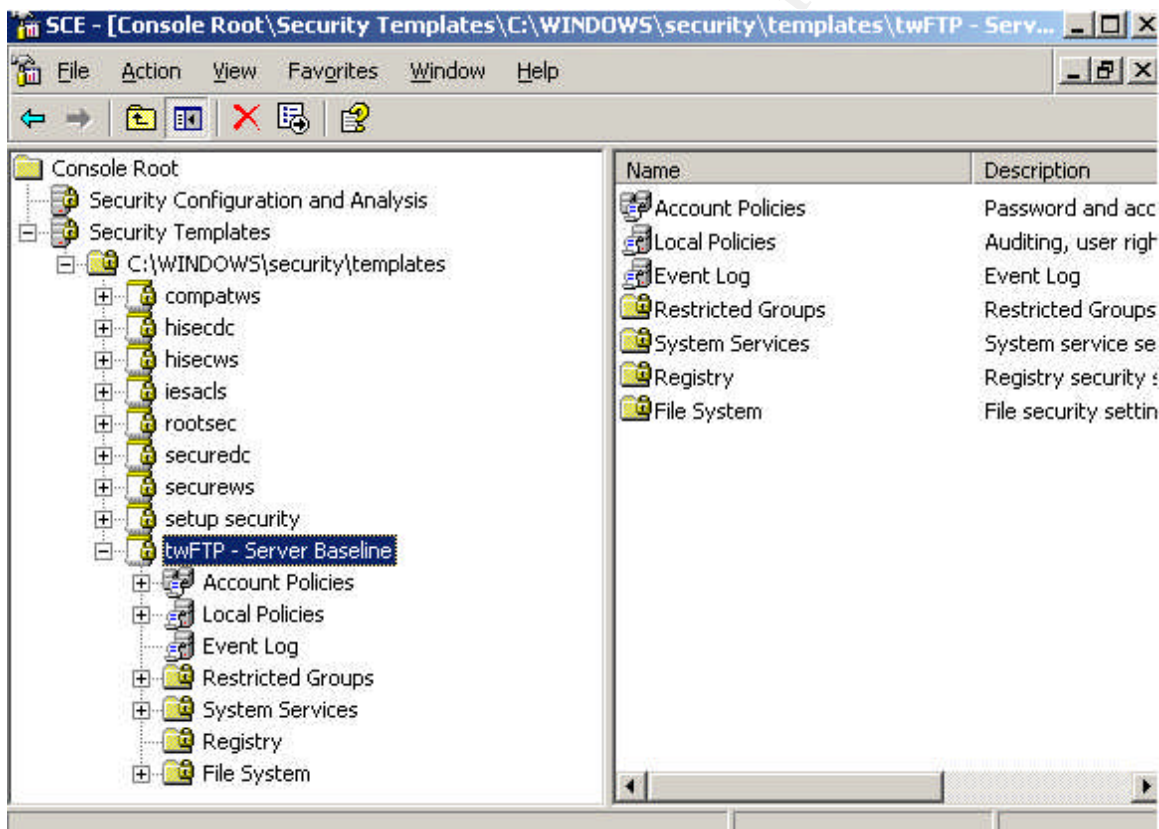 SCE - [Console Root\Security Templates\C:\WINDOWS\security\templates\twFTP - Serv...
File Action View Favorites Window Help
Console Root
Security Configuration and Analysis
Security Templates
C:\WINDOWS\security\templates
compatws
hisecdc
hisecws
iesacls
rootsec
securedc
securews
setup security
twFTP - Server Baseline
Account Policies
Local Policies
Event Log
Restricted Groups
System Services
Registry
File System
Name Description
Account Policies Password and acc
Local Policies Auditing, user righ
Event Log Event Log
Restricted Groups Restricted Groups
System Services System service se
Registry Registry security s
File System File security settin